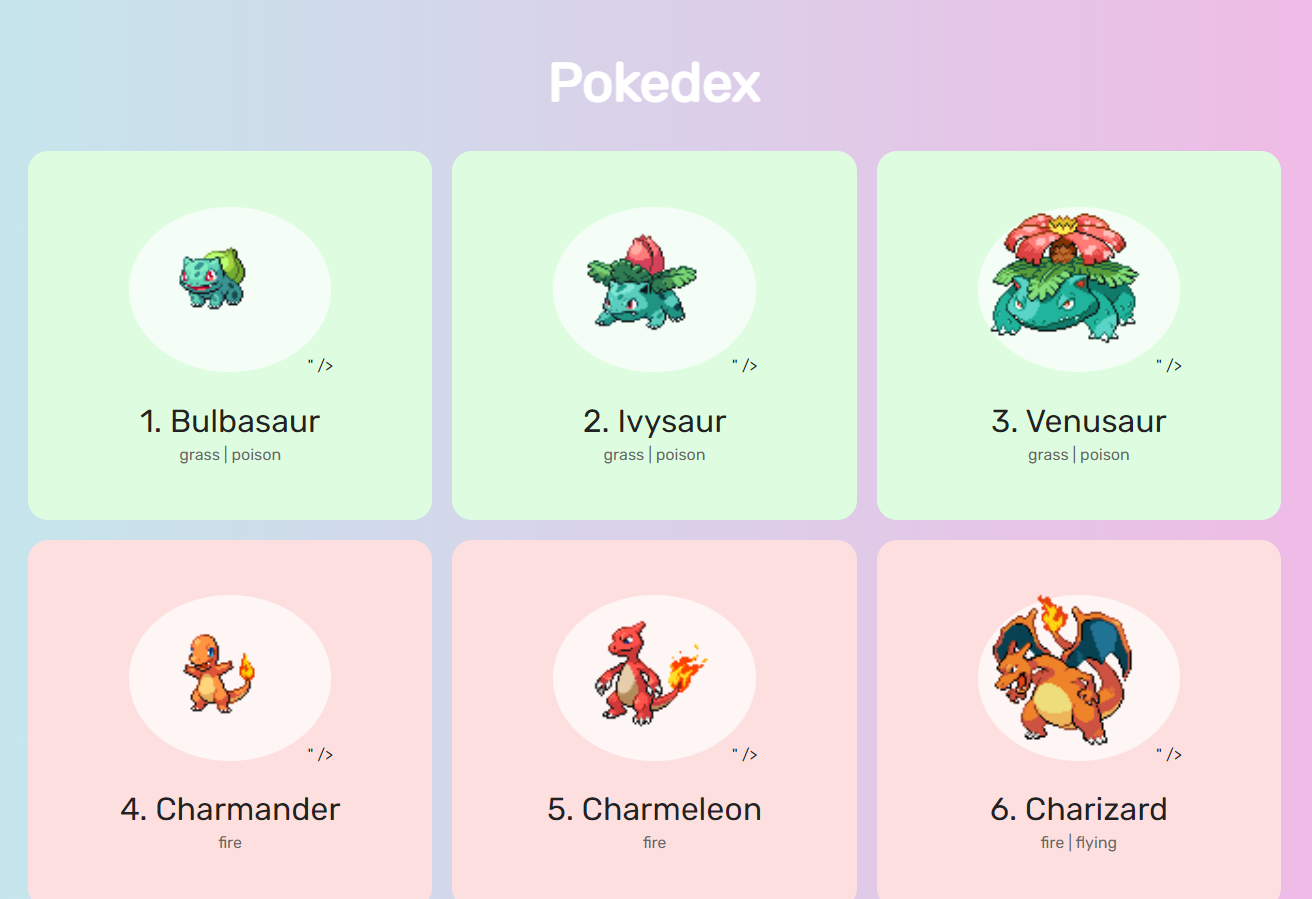 Pokedex
" />
" />
" />
1. Bulbasaur
2. Ivysaur
3. Venusaur
grass | poison
grass | poison
grass | poison
" />
" />
" />
4. Charmander
5. Charmeleon
6. Charizard
fire
fire
fire | flying